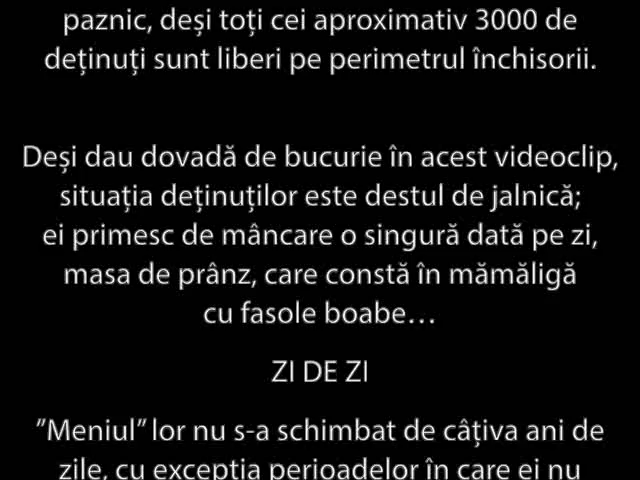 paznic, deși toți cei aproximativ 3000 de
deținuți sunt liberi pe perimetrul închisorii.
Deși dau dovadă de bucurie în acest videoclip,
situația deținuților este destul de jalnică;
ei primesc de mâncare o singură dată pe zi,
masa de prânz, care constă în mămăligă
cu fasole boabe…
ZI DE ZI
”Meniul” lor nu s-a schimbat de câțiva ani de
zile, cu excepția perioadelor în care ei nu